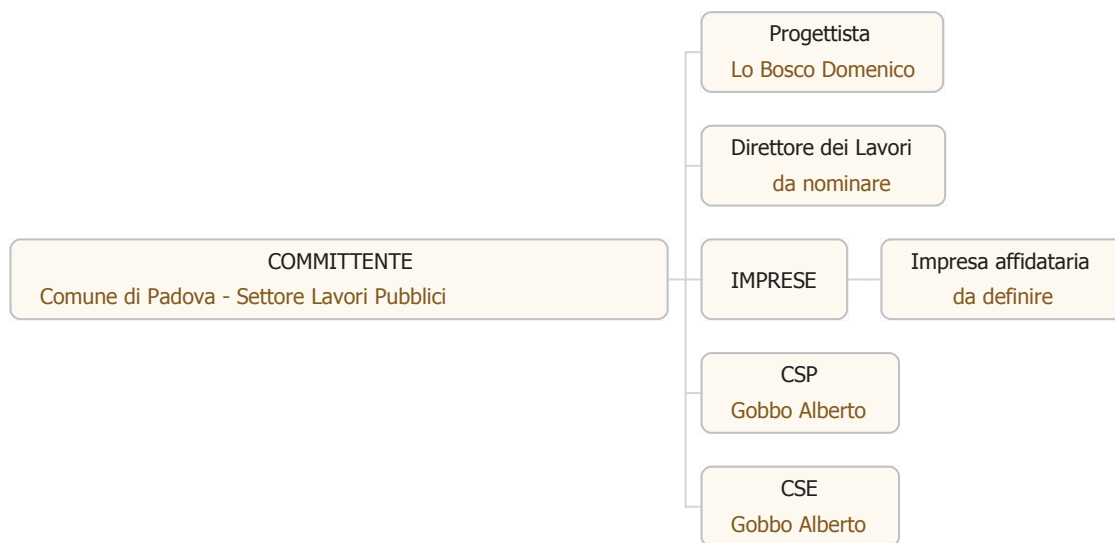 Progettista
Lo Bosco Domenico
Direttore dei Lavori
da nominare
COMMITTENTE
Comune di Padova - Settore Lavori Pubblici
IMPRESE
Impresa affidataria
da definire
CSP
Gobbo Alberto
CSE
Gobbo Alberto